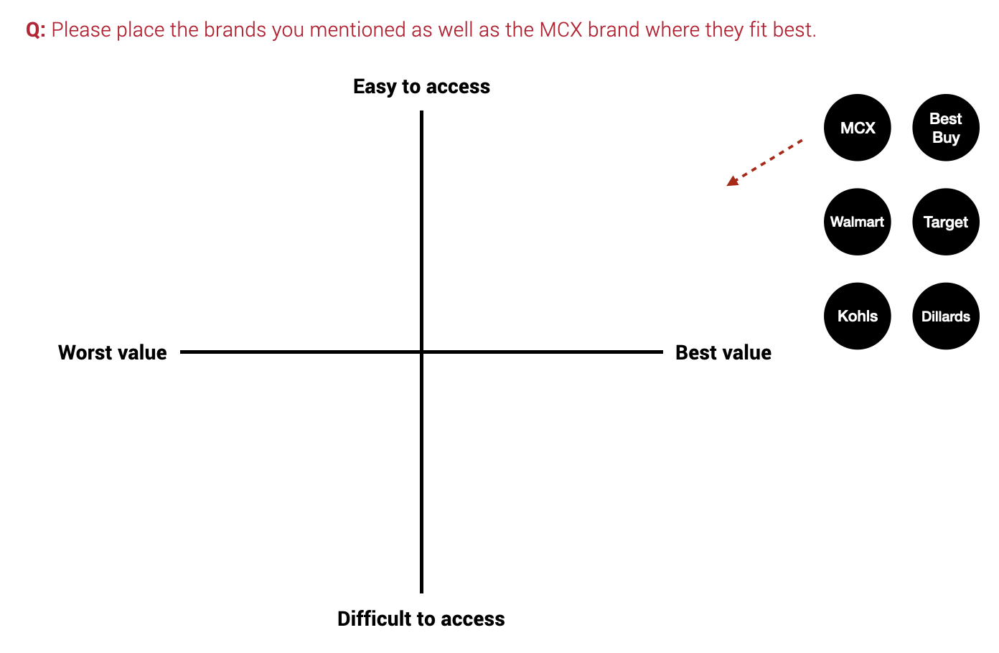 Q: Please place the brands you mentioned as well as the MCX brand where they fit best.
Easy to access
MCX
Best
Buy
Walmart
Target
Kohls
Dillards
Worst value
Best value
Difficult to access